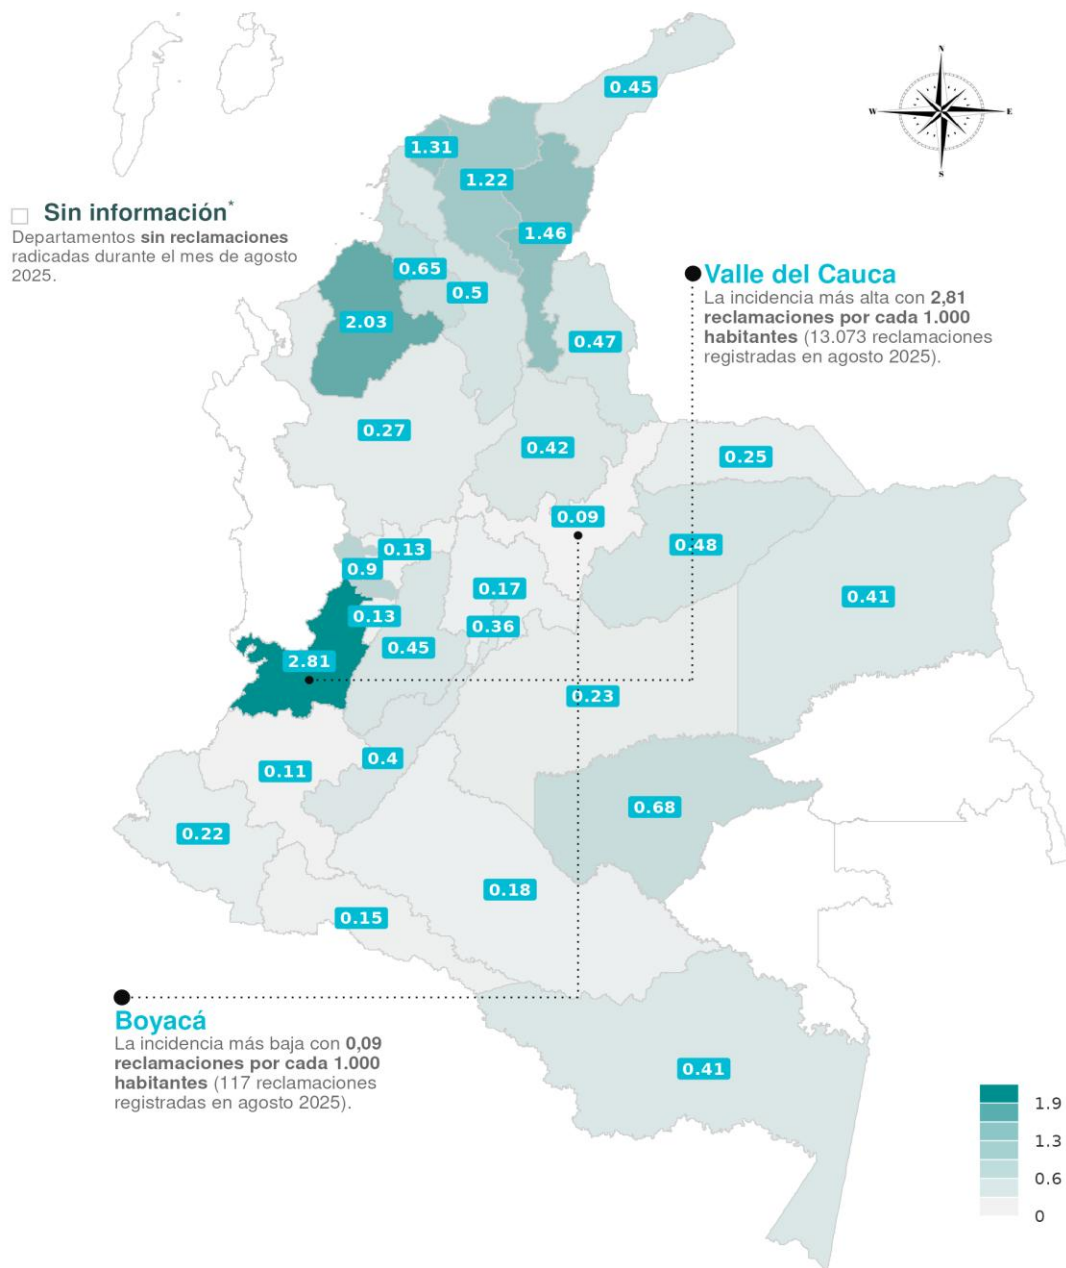 N
W
E
S
0.45
1.31
1.22
1.46
Sin información*
Departamentos sin reclamaciones
radicadas durante el mes de agosto
2025.
0.65
0.5
2.03
0.47
Valle del Cauca
La incidencia más alta con 2,81
reclamaciones por cada 1.000
habitantes (13.073 reclamaciones
registradas en agosto 2025).
0.27
0.42
0.25
0.09
0.13
0.48
0.9
0.17
0.41
0.13
0.36
0.45
2.81
0.23
0.4
0.11
0.68
0.22
0.18
0.15
Boyacá
La incidencia más baja con 0,09
reclamaciones por cada 1.000
habitantes (117 reclamaciones
registradas en agosto 2025).
0.41
1.9
1.3
0.6
0